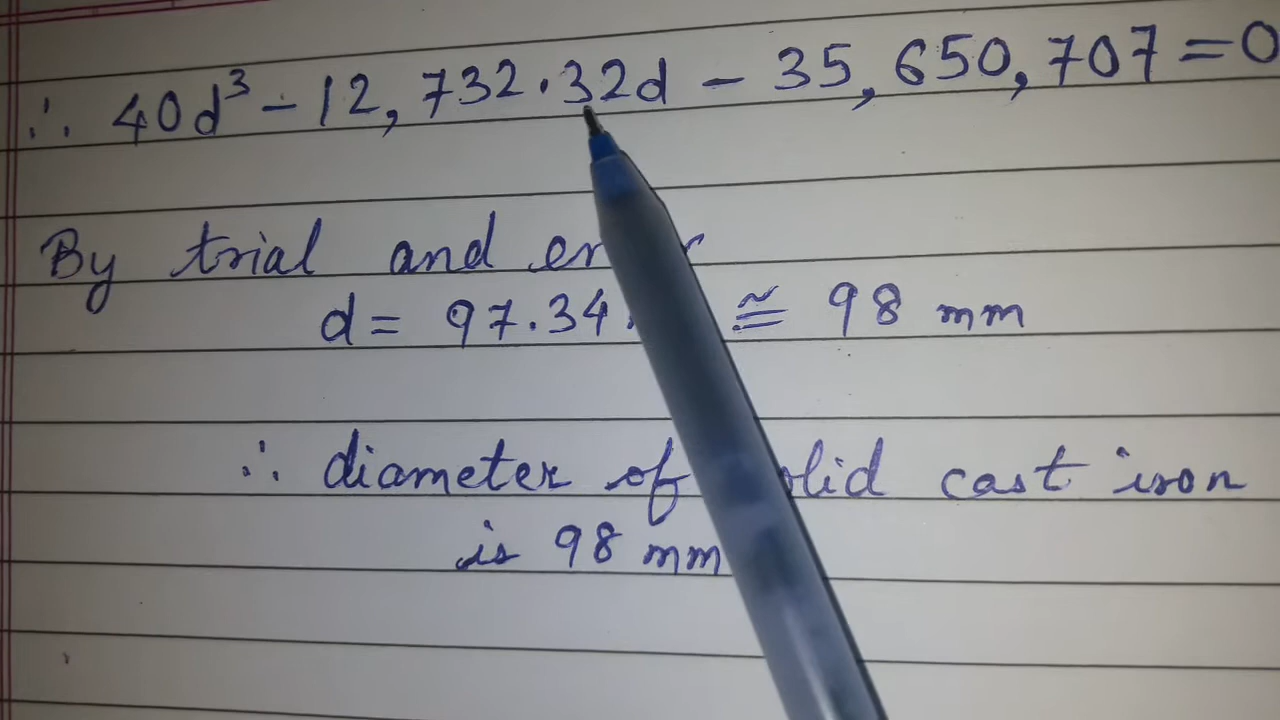 ∴ 40d³ - 12,732.32d - 35,650,707 = 0
By trial and
d = 97.34 ≅ 98 mm
∴ diameter of cast iron
is 98 mm